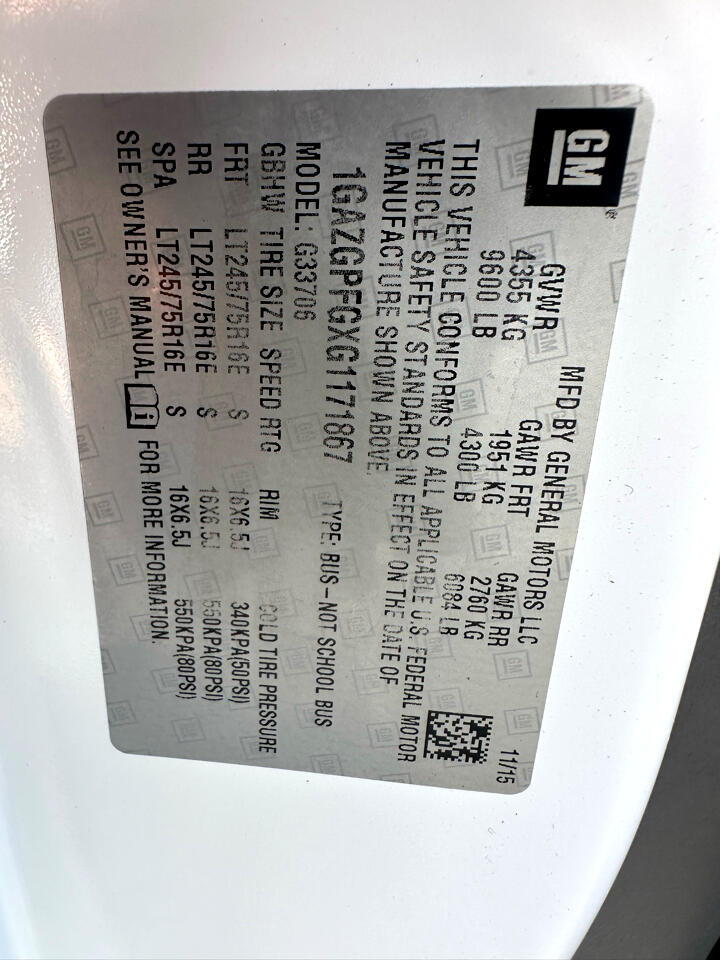 GM
MFD BY GENERAL MOTORS LLC 11/15
GVWR GAWR FRT GAWR RR
4355 KG 1951 KG 2760 KG
9600 LB 4300 LB 6084 LB
THIS VEHICLE CONFORMS TO ALL APPLICABLE U.S. FEDERAL MOTOR
VEHICLE SAFETY STANDARDS IN EFFECT ON THE DATE OF
MANUFACTURE SHOWN ABOVE.
1GAZGPFGXG1171867 TYPE: BUS–NOT SCHOOL BUS
MODEL: G33706
GBHW TIRE SIZE SPEED RTG RIM COLD TIRE PRESSURE
FRT LT245/75R16E S 16X6.5J 340KPA(50PSI)
RR LT245/75R16E S 16X6.5J 550KPA(80PSI)
SPA LT245/75R16E S 16X6.5J 550KPA(80PSI)
SEE OWNER'S MANUAL FOR MORE INFORMATION.